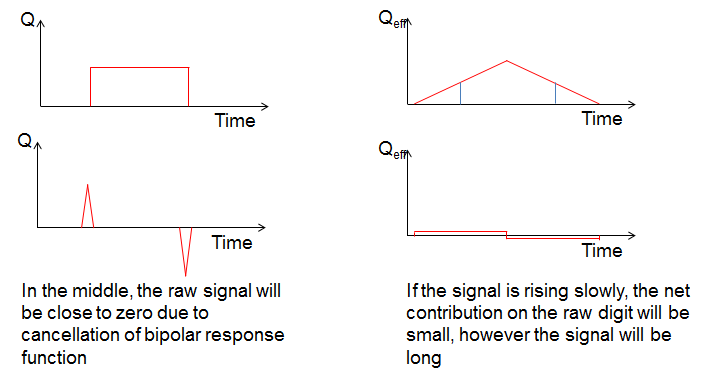 Q
Time
Q
Time
In the middle, the raw signal will
be close to zero due to
cancellation of bipolar response
function
Qeff
Time
Qeff
Time
If the signal is rising slowly, the net
contribution on the raw digit will be
small, however the signal will be
long